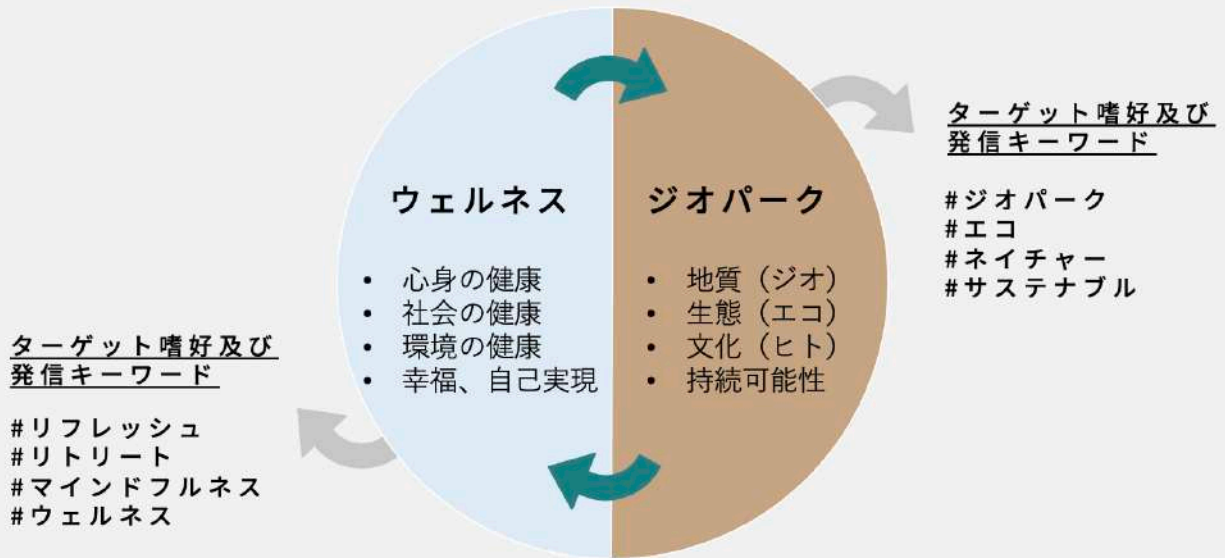 ウェルネス
• 心身の健康
• 社会の健康
• 環境の健康
• 幸福、自己実現
ジオパーク
• 地質（ジオ）
• 生態（エコ）
• 文化（ヒト）
• 持続可能性
ターゲット嗜好及び
発信キーワード
#ジオパーク
#エコ
#ネイチャー
#サステナブル
ターゲット嗜好及び
発信キーワード
#リフレッシュ
#リトリート
#マインドフルネス
#ウェルネス